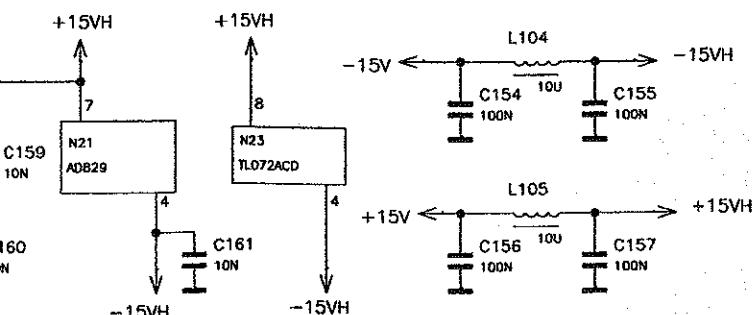 +15VH
7
C159
10N
N21
AD829
4
160
N
C161
10N
-15VH
+15VH
8
N23
TL072ACD
4
-15VH
-15V
L104
10U
-15VH
C154
100N
C155
100N
+15V
L105
10U
+15VH
C156
100N
C157
100N